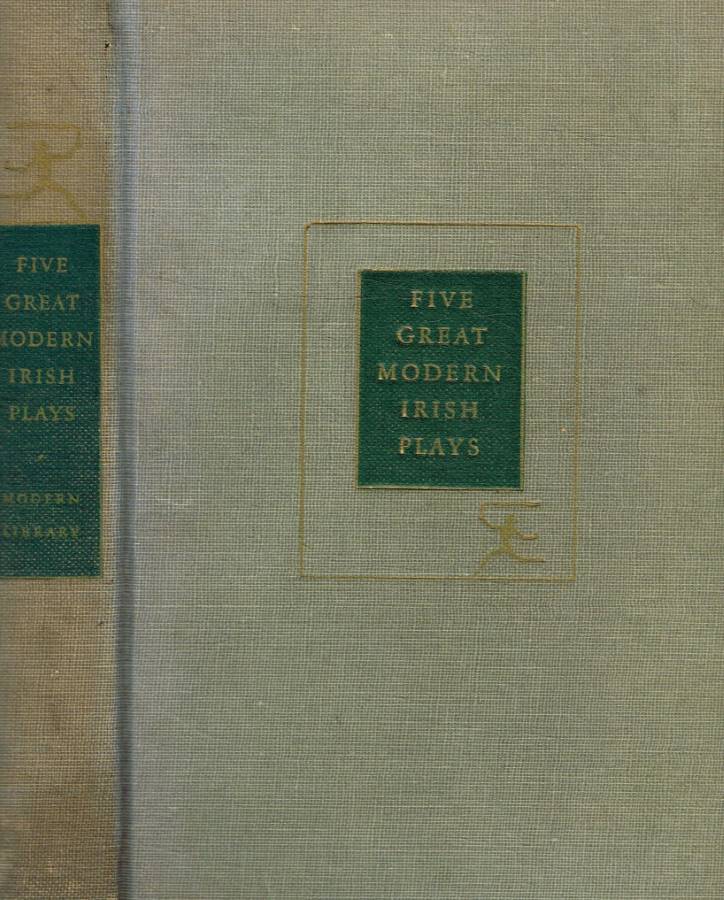 FIVE
GREAT
MODERN
IRISH
PLAYS
MODERN
LIBRARY
FIVE
GREAT
MODERN
IRISH
PLAYS